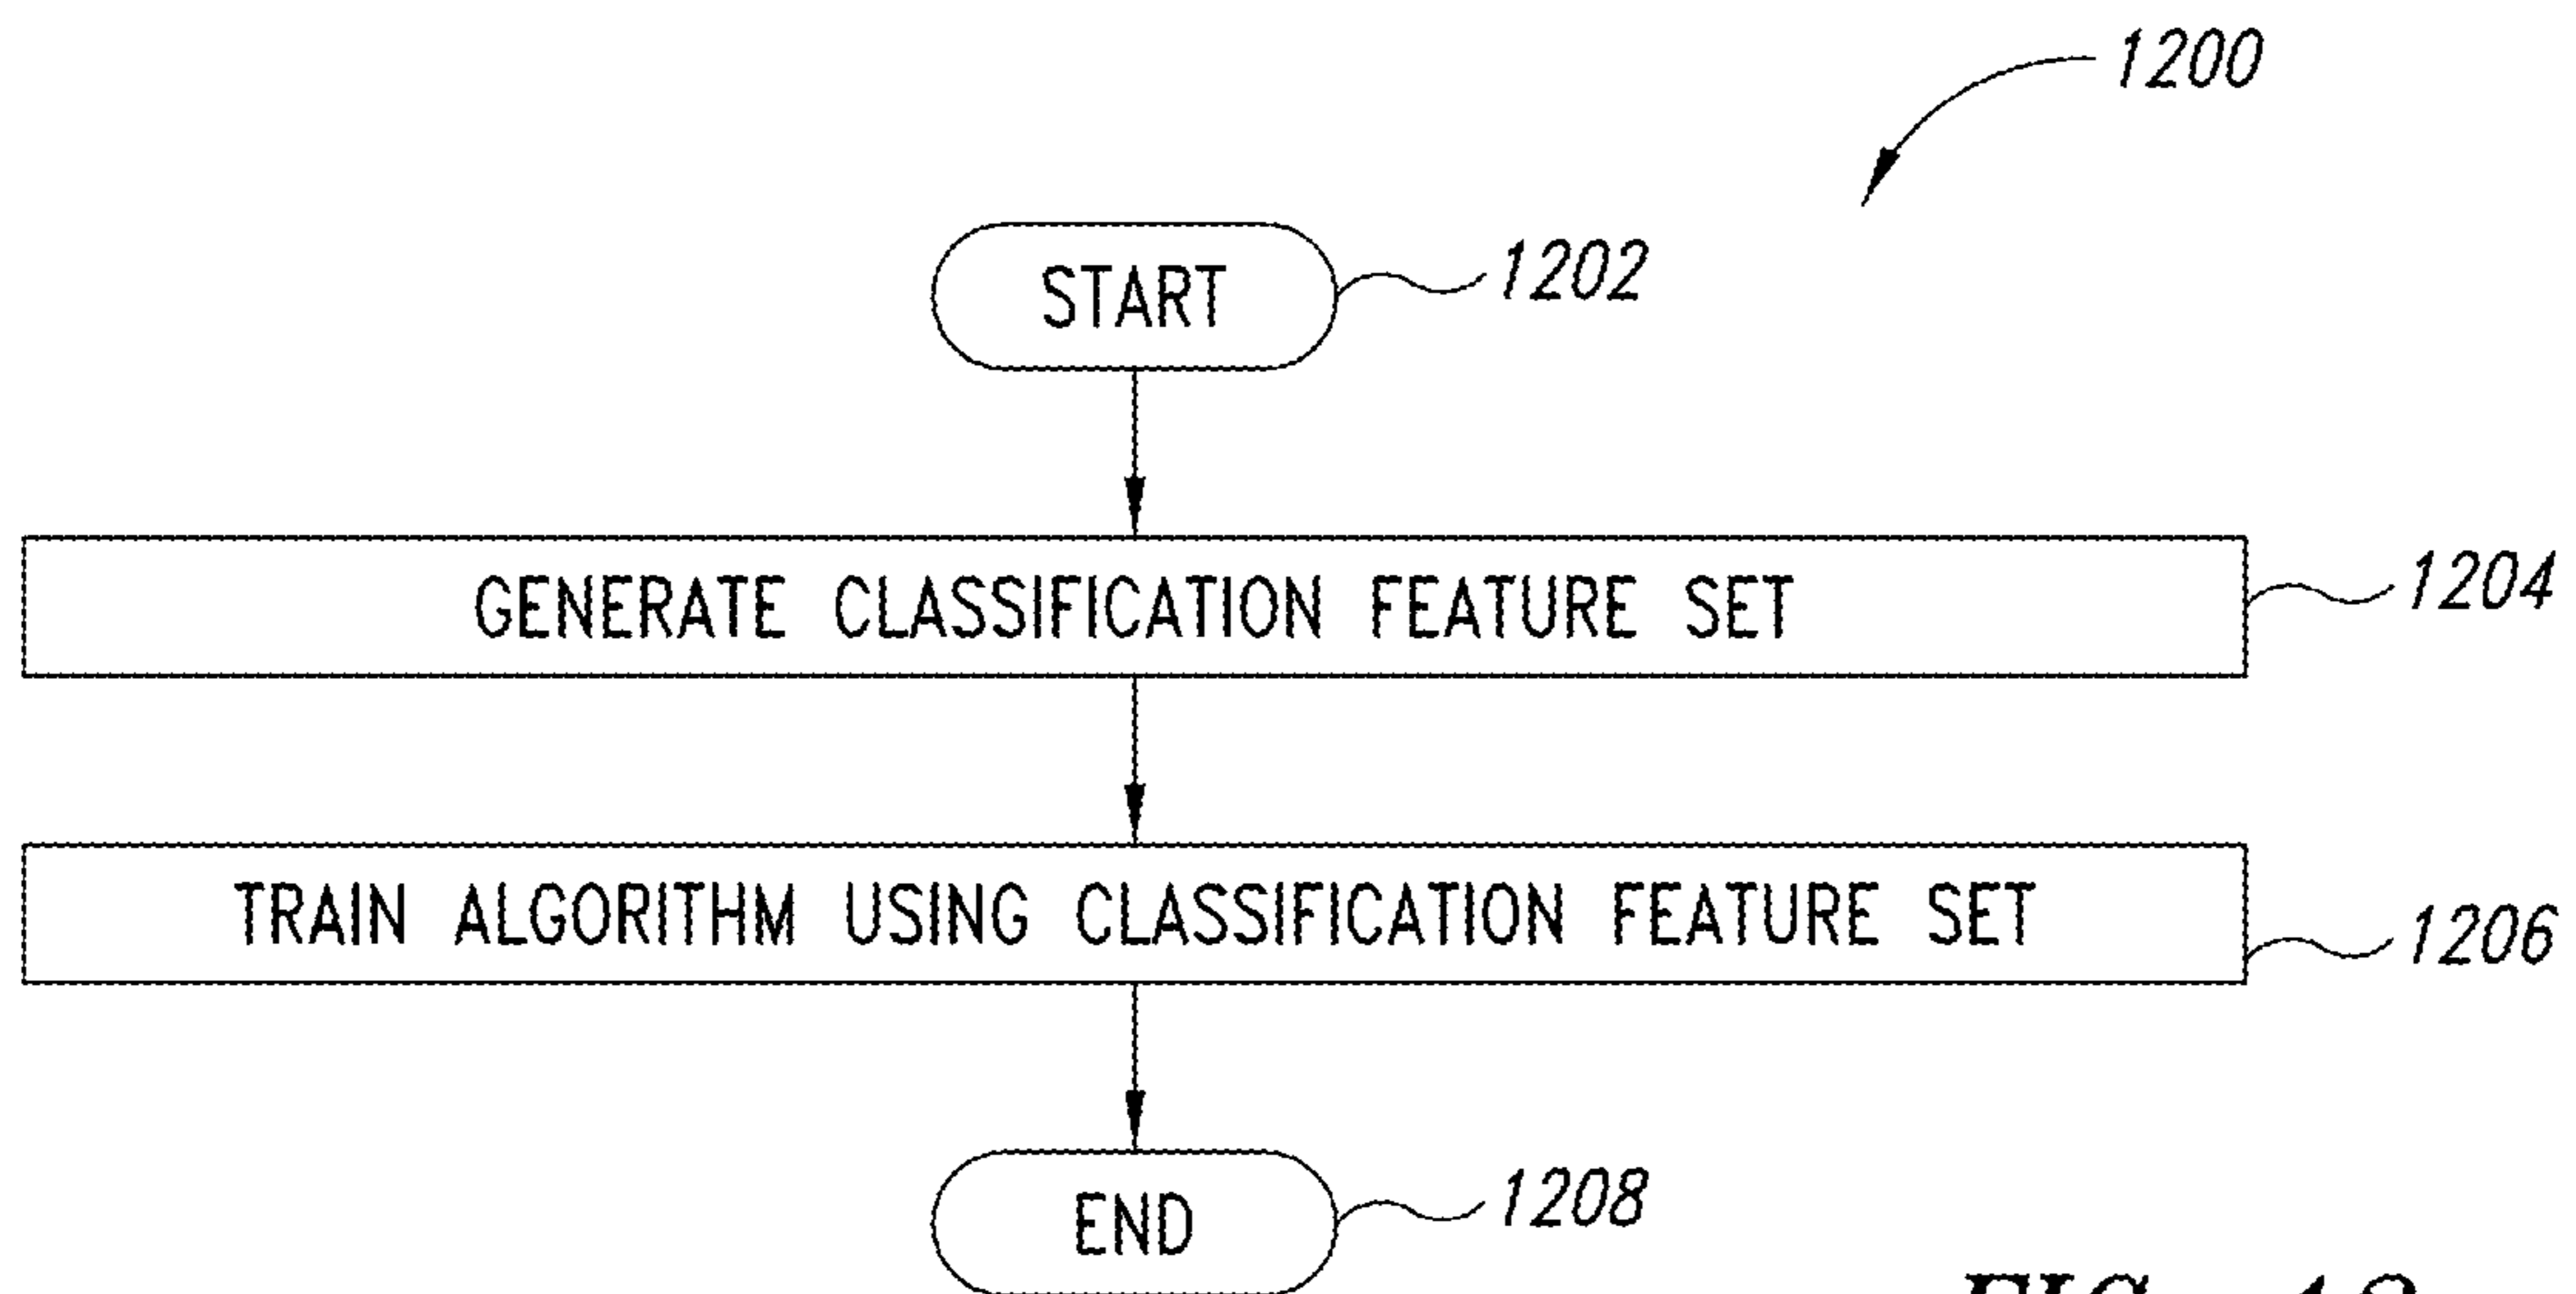 1200
START
1202
GENERATE CLASSIFICATION FEATURE SET
1204
TRAIN ALGORITHM USING CLASSIFICATION FEATURE SET
1206
END
1208